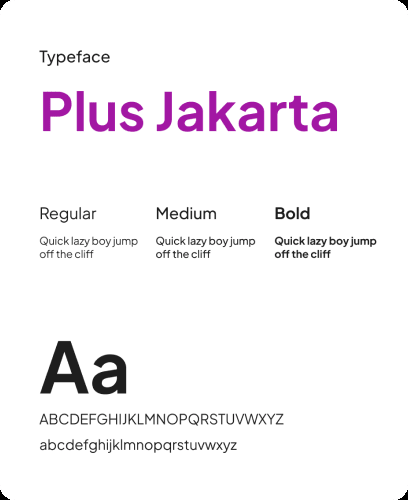 Typeface
Plus Jakarta
Regular
Medium
Bold
Quick lazy boy jump
off the cliff
Quick lazy boy jump
off the cliff
Quick lazy boy jump
off the cliff
Aa
ABCDEFGHIJKLMNOPQRSTUVWXYZ
abcdefghijklmnopqrstuvwxyz